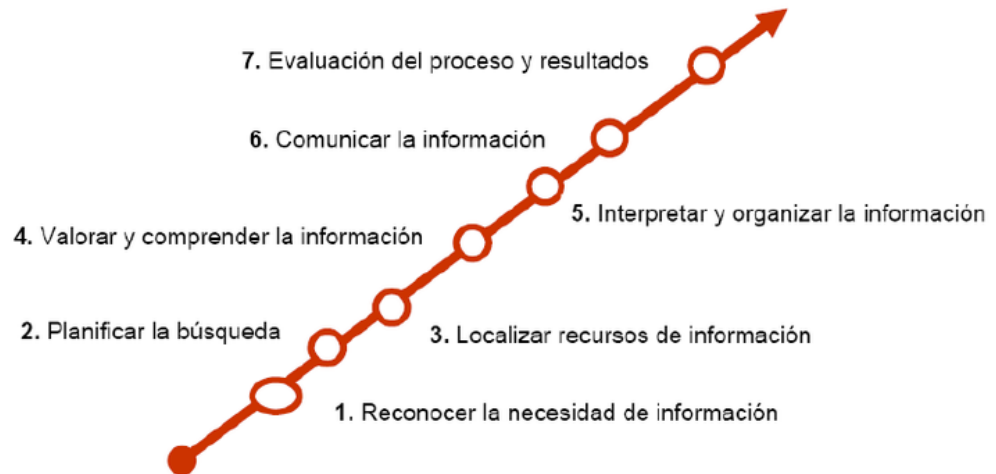 7. Evaluación del proceso y resultados
6. Comunicar la información
5. Interpretar y organizar la información
4. Valorar y comprender la información
2. Planificar la búsqueda
3. Localizar recursos de información
1. Reconocer la necesidad de información